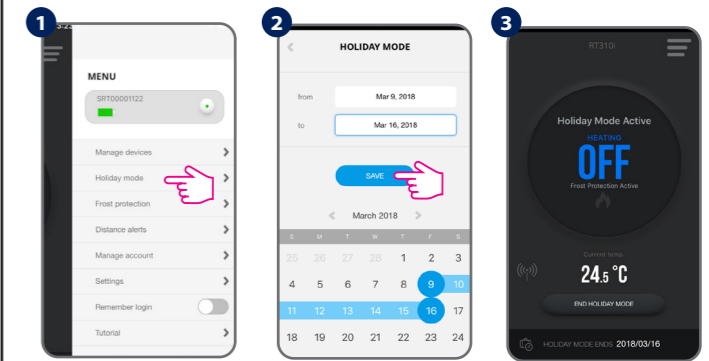 1
MENU
SRT00001122
Manage devices
Holiday mode
Frost protection
Distance alerts
Manage account
Settings
Remember login
Tutorial
2
HOLIDAY MODE
from Mar 9, 2018
to Mar 16, 2018
SAVE
March 2018
S M T W T F S
25 26 27 28 1 2 3
4 5 6 7 8 9 10
11 12 13 14 15 16 17
18 19 20 21 22 23 24
3
RT310i
Holiday Mode Active
HEATING
OFF
Frost Protection Active
Current temp.
24.5 °C
END HOLIDAY MODE
HOLIDAY MODE ENDS 2018/03/16